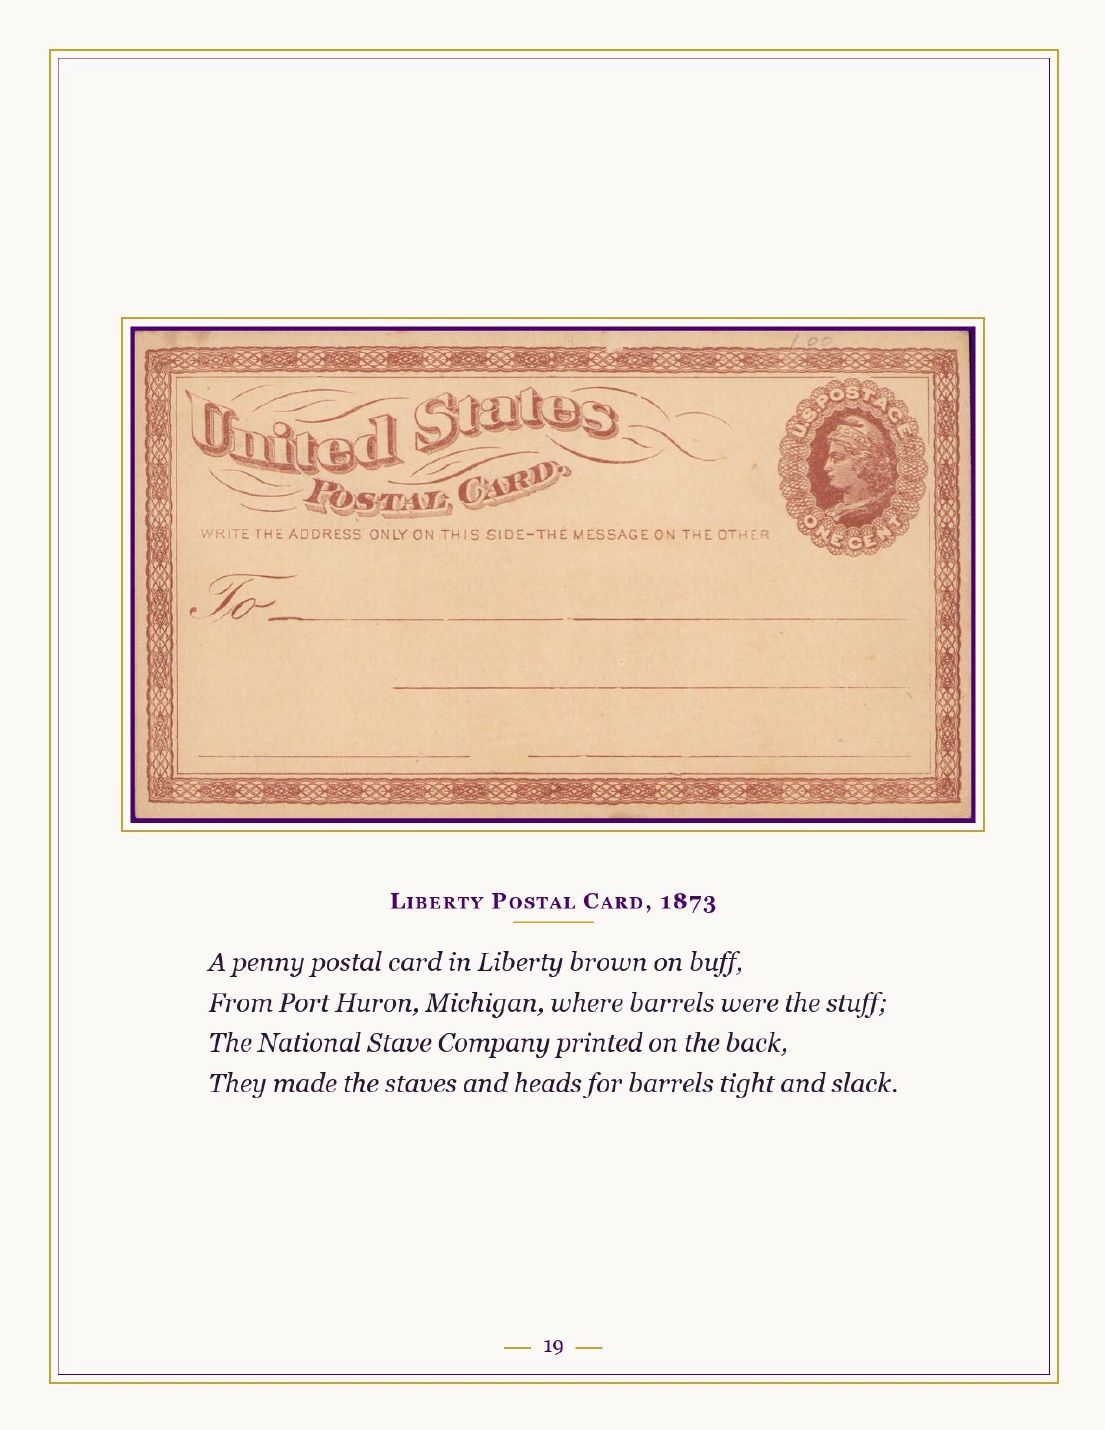 1.00
United States
Postal Card.
U.S. POSTAGE
ONE CENT
WRITE THE ADDRESS ONLY ON THIS SIDE-THE MESSAGE ON THE OTHER
To
Liberty Postal Card, 1873
A penny postal card in Liberty brown on buff,
From Port Huron, Michigan, where barrels were the stuff;
The National Stave Company printed on the back,
They made the staves and heads for barrels tight and slack.
— 19 —